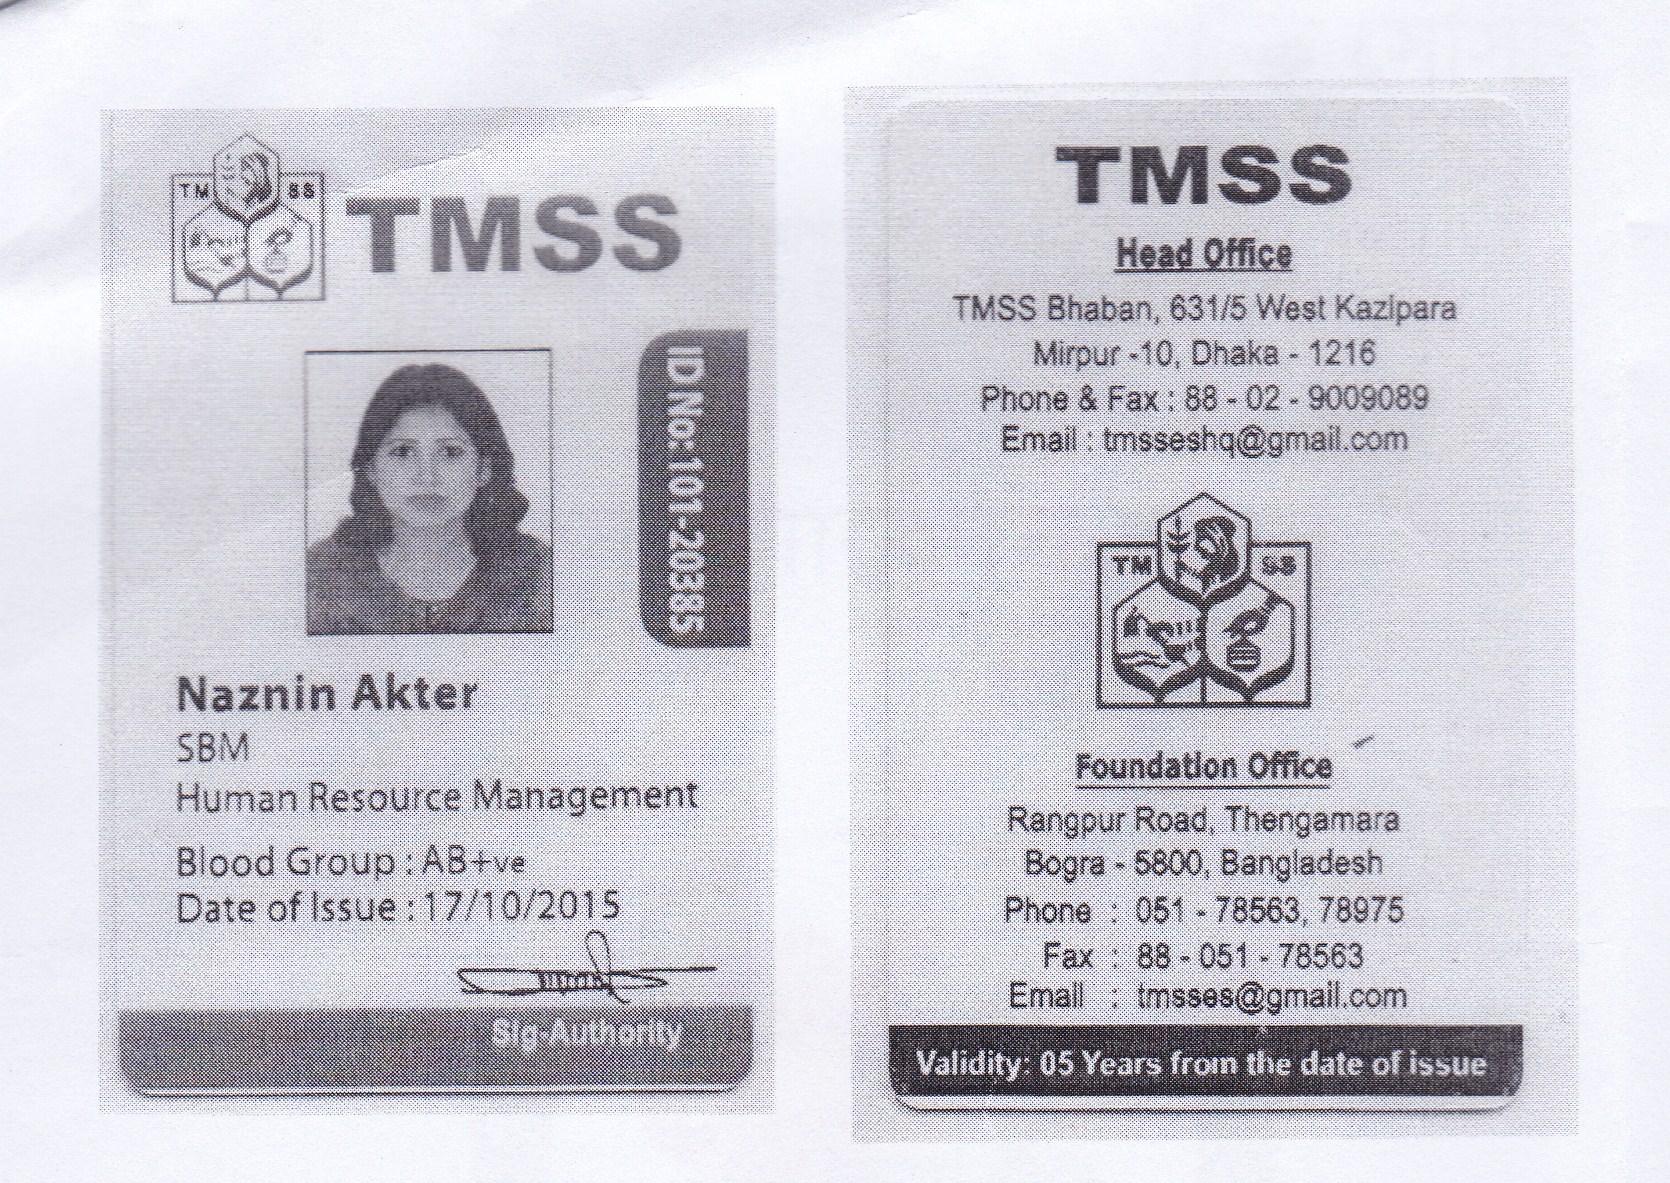 TM SS
TMSS
ID No:101-20385
Naznin Akter
SBM
Human Resource Management
Blood Group : AB+ve
Date of Issue : 17/10/2015
Sig-Authority
TMSS
Head Office
TMSS Bhaban, 631/5 West Kazipara
Mirpur -10, Dhaka - 1216
Phone & Fax : 88 - 02 - 9009089
Email : tmsseshq@gmail.com
TM SS
Foundation Office
Rangpur Road, Thengamara
Bogra - 5800, Bangladesh
Phone : 051 - 78563, 78975
Fax : 88 - 051 - 78563
Email : tmsses@gmail.com
Validity: 05 Years from the date of issue